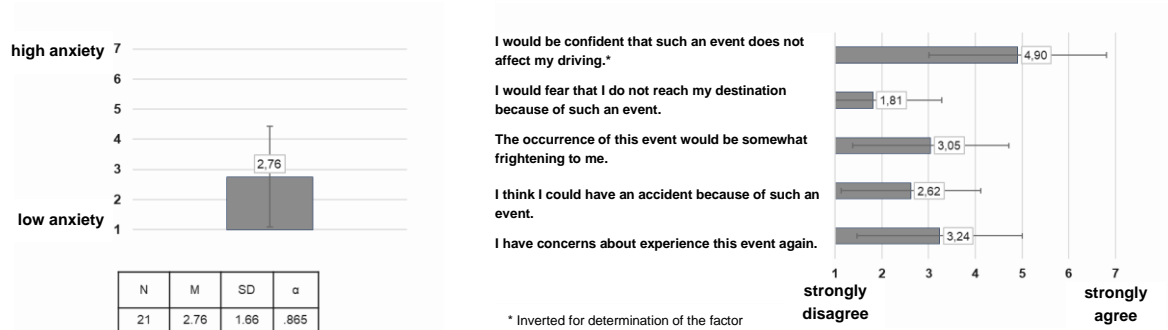 high anxiety 7
6
5
4
3
2,76
2
low anxiety 1
N M SD α
21 2.76 1.66 .865
I would be confident that such an event does not
affect my driving.*
4,90
I would fear that I do not reach my destination
because of such an event.
1,81
The occurrence of this event would be somewhat
frightening to me.
3,05
I think I could have an accident because of such an
event.
2,62
I have concerns about experience this event again.
3,24
1 2 3 4 5 6 7
strongly
disagree
strongly
agree
* Inverted for determination of the factor